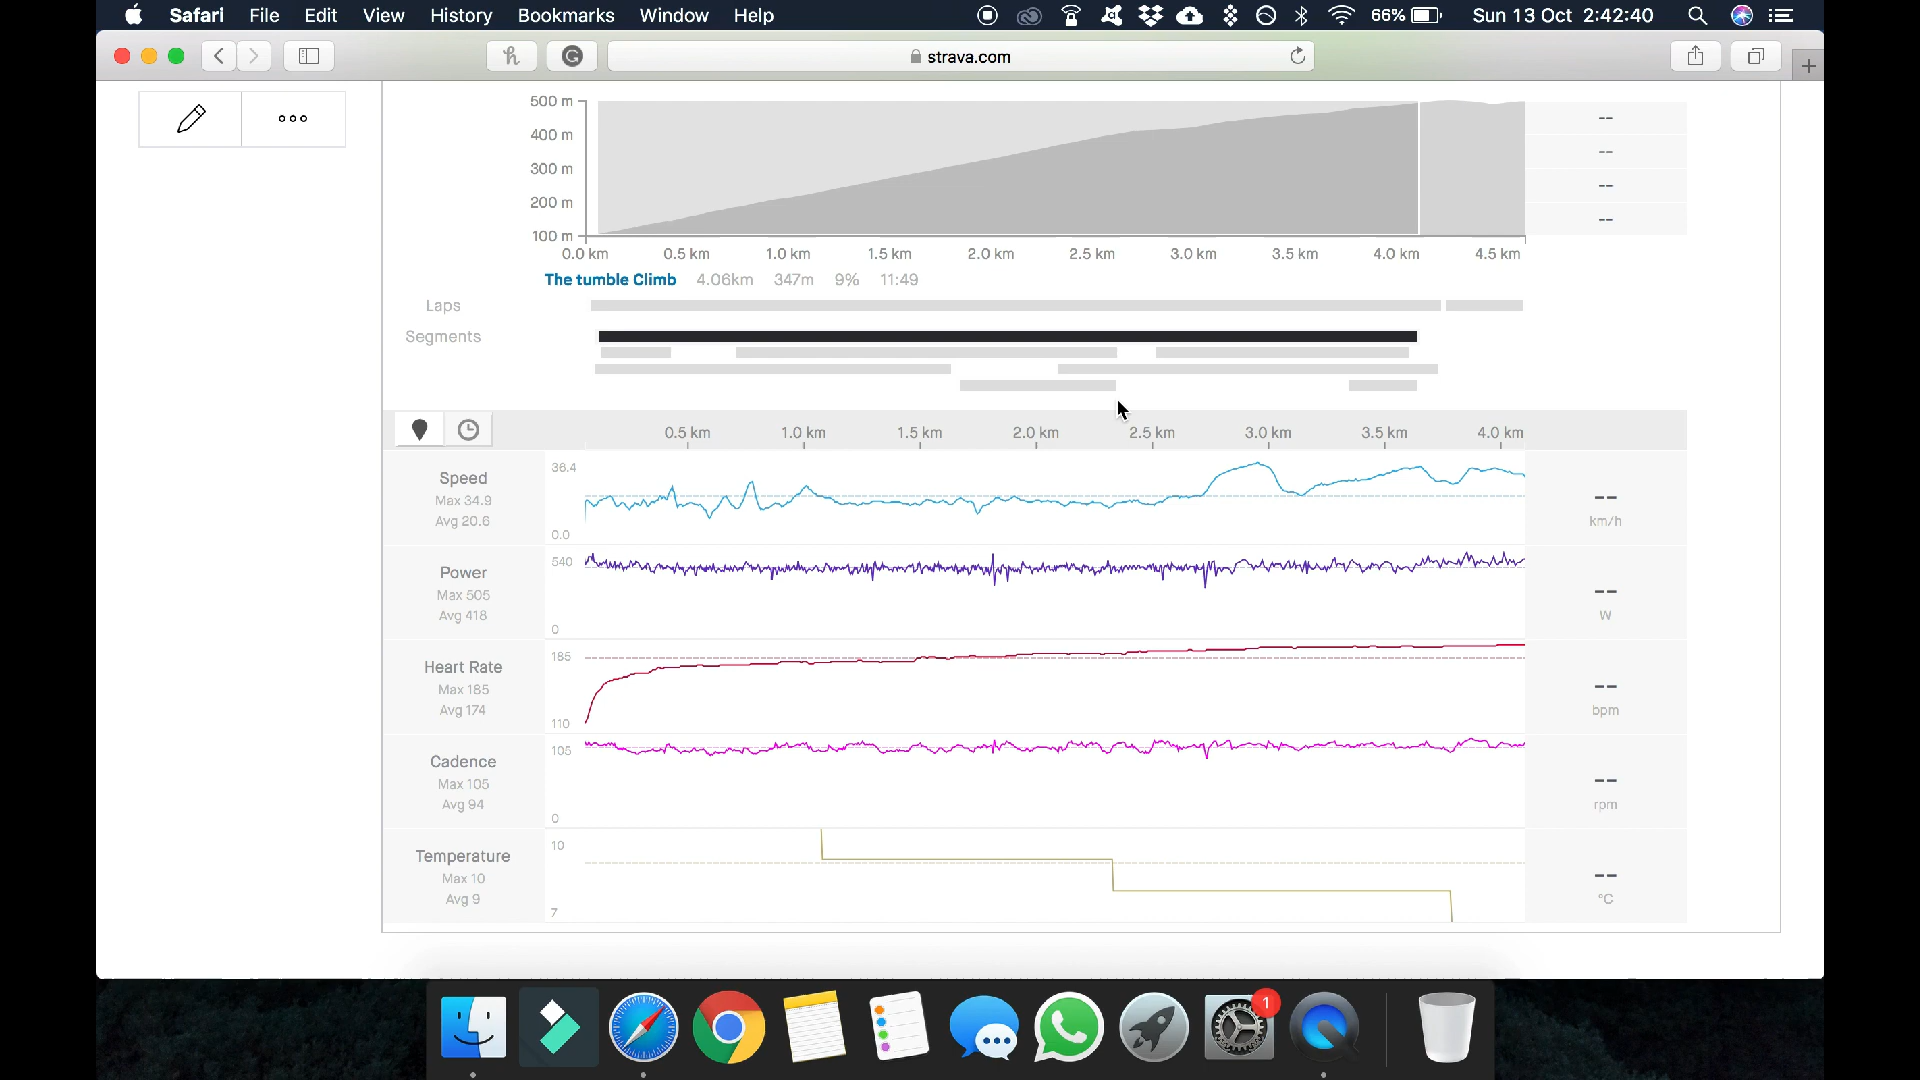 Safari File Edit View History Bookmarks Window Help 66% Sun 13 Oct 2:42:40
strava.com
500 m
400 m
300 m
200 m
100 m
--
--
--
--
0.0 km 0.5 km 1.0 km 1.5 km 2.0 km 2.5 km 3.0 km 3.5 km 4.0 km 4.5 km
The tumble Climb 4.06km 347m 9% 11:49
Laps
Segments
0.5 km 1.0 km 1.5 km 2.0 km 2.5 km 3.0 km 3.5 km 4.0 km
Speed
Max 34.9
Avg 20.6
36.4
0.0
--
km/h
Power
Max 505
Avg 418
540
0
--
W
Heart Rate
Max 185
Avg 174
185
110
--
bpm
Cadence
Max 105
Avg 94
105
0
--
rpm
Temperature
Max 10
Avg 9
10
7
--
°C
1